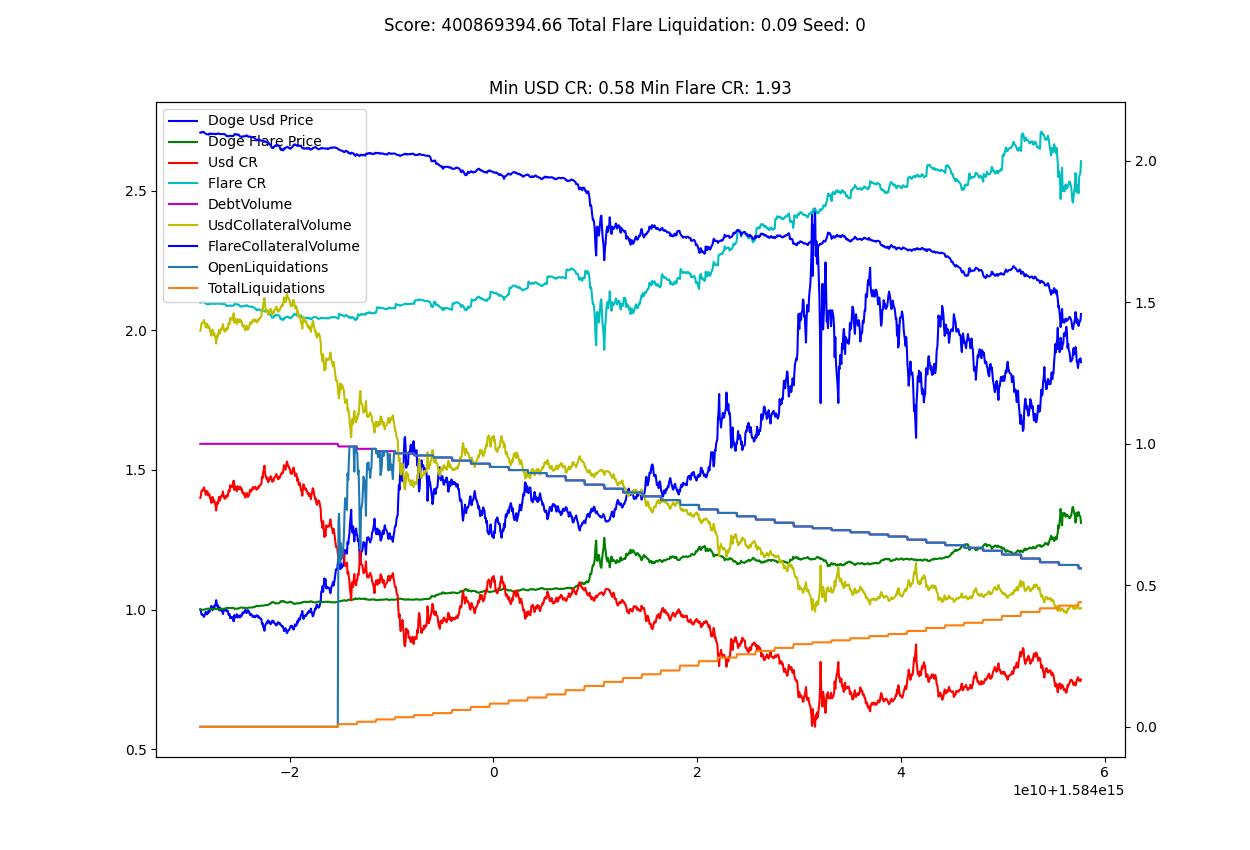 Score: 400869394.66 Total Flare Liquidation: 0.09 Seed: 0
Min USD CR: 0.58 Min Flare CR: 1.93
Doge Usd Price
Doge Flare Price
Usd CR
Flare CR
DebtVolume
UsdCollateralVolume
FlareCollateralVolume
OpenLiquidations
TotalLiquidations
2.5
2.0
1.5
1.0
0.5
2.0
1.5
1.0
0.5
0.0
−2 0 2 4 6
1e10+1.584e15